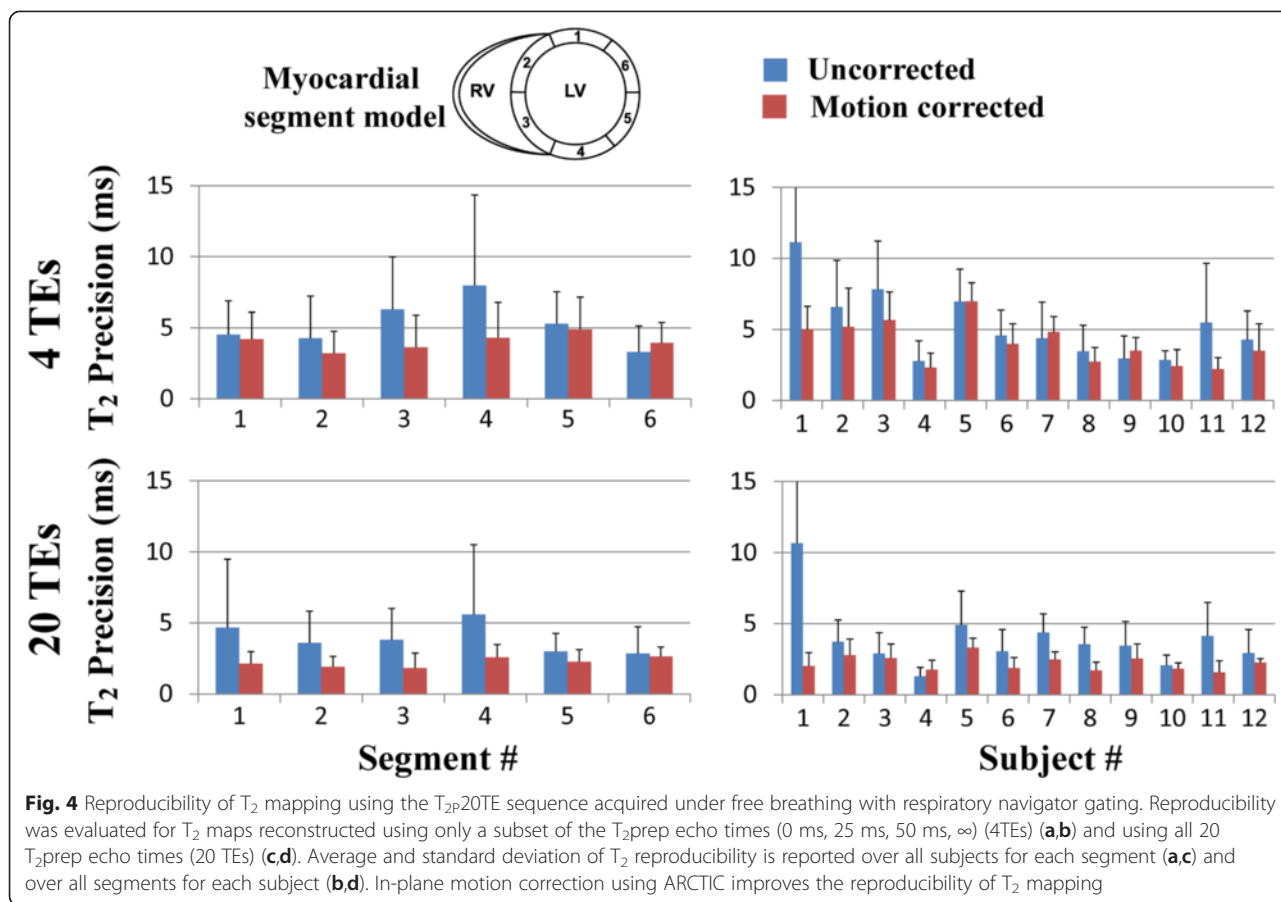 Myocardial
segment model
RV
LV
1
2
3
4
5
6
Uncorrected
Motion corrected
4 TEs
T₂ Precision (ms)
15
10
5
0
1 2 3 4 5 6
15
10
5
0
1 2 3 4 5 6 7 8 9 10 11 12
20 TEs
T₂ Precision (ms)
15
10
5
0
1 2 3 4 5 6
Segment #
15
10
5
0
1 2 3 4 5 6 7 8 9 10 11 12
Subject #
Fig. 4 Reproducibility of T₂ mapping using the T₂ₚ20TE sequence acquired under free breathing with respiratory navigator gating. Reproducibility
was evaluated for T₂ maps reconstructed using only a subset of the T₂prep echo times (0 ms, 25 ms, 50 ms, ∞) (4TEs) (a,b) and using all 20
T₂prep echo times (20 TEs) (c,d). Average and standard deviation of T₂ reproducibility is reported over all subjects for each segment (a,c) and
over all segments for each subject (b,d). In-plane motion correction using ARCTIC improves the reproducibility of T₂ mapping